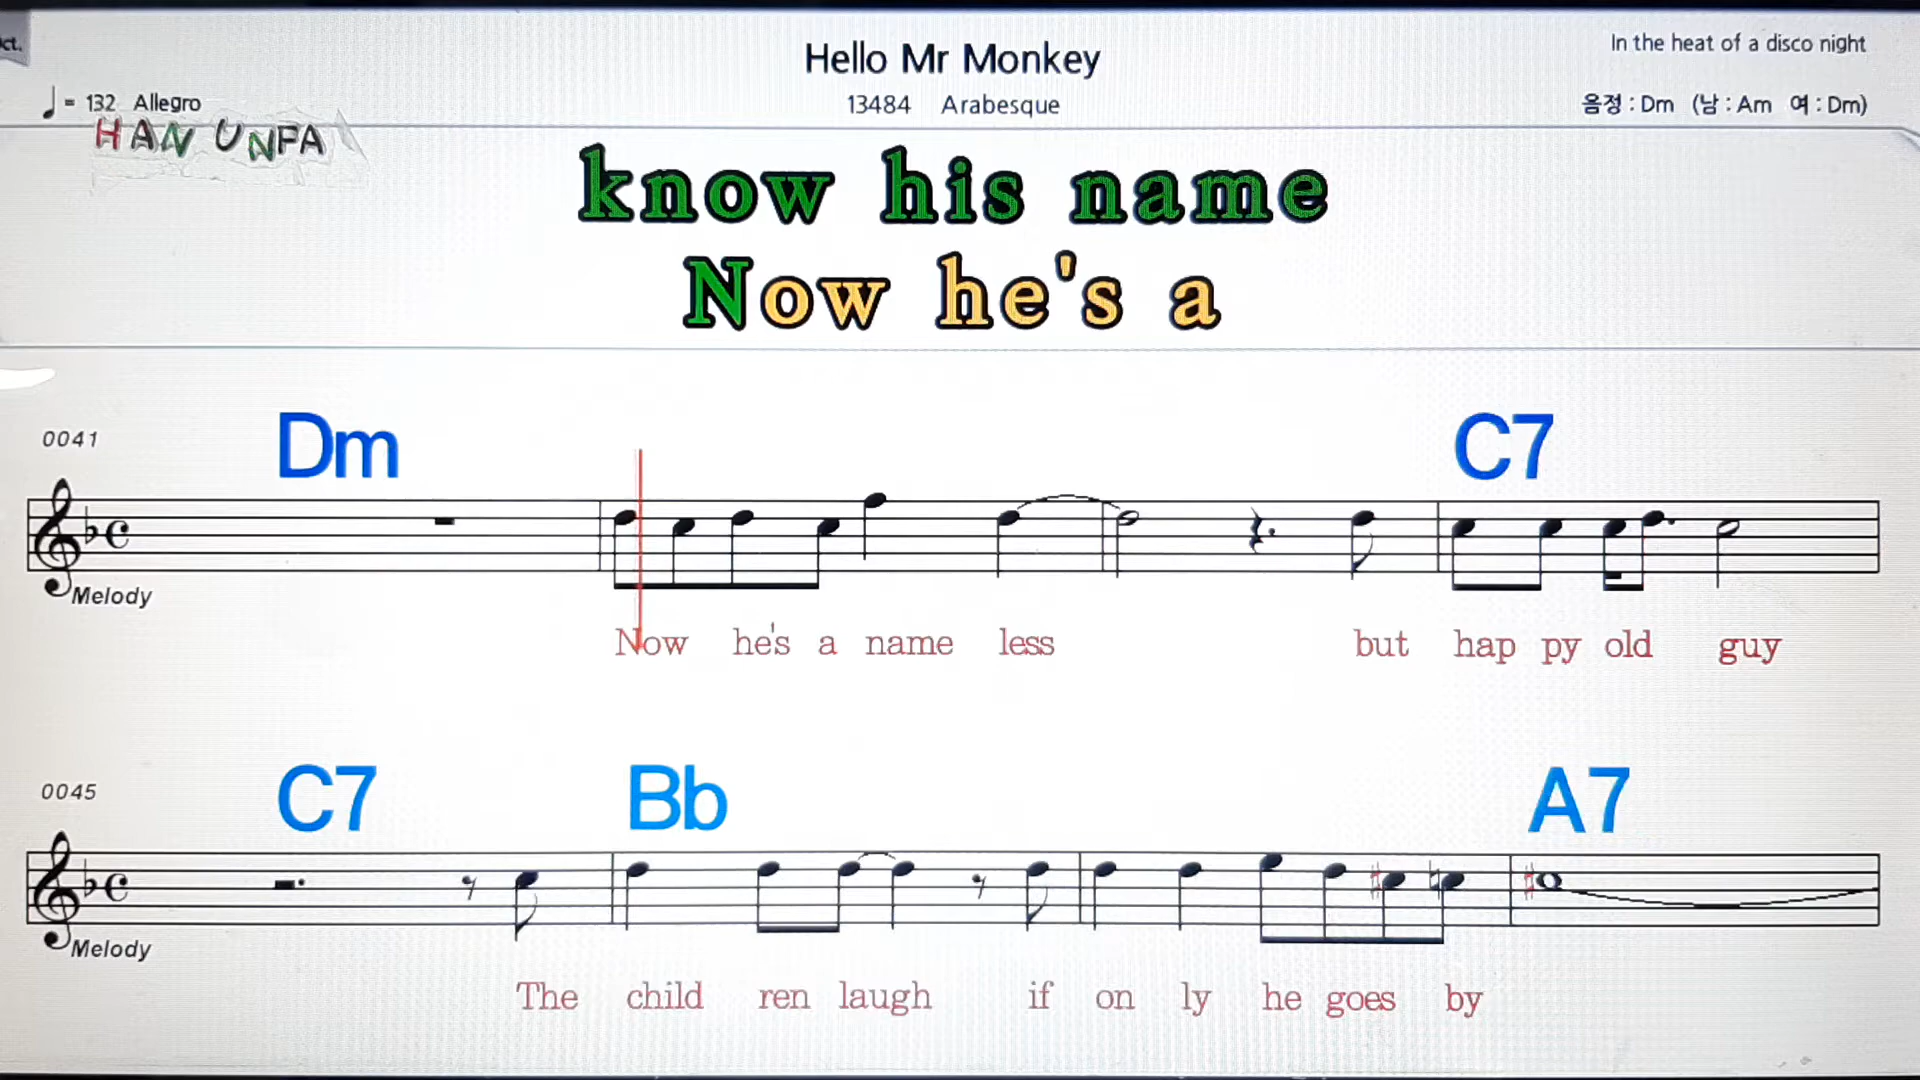 ct.
Hello Mr Monkey
In the heat of a disco night
= 132 Allegro
13484 Arabesque
음정 : Dm (남 : Am 여 : Dm)
HAN UNFA
know his name
Now he's a
0041
Dm C7
Melody
Now he's a name less but hap py old guy
0045
C7 Bb A7
Melody
The child ren laugh if on ly he goes by